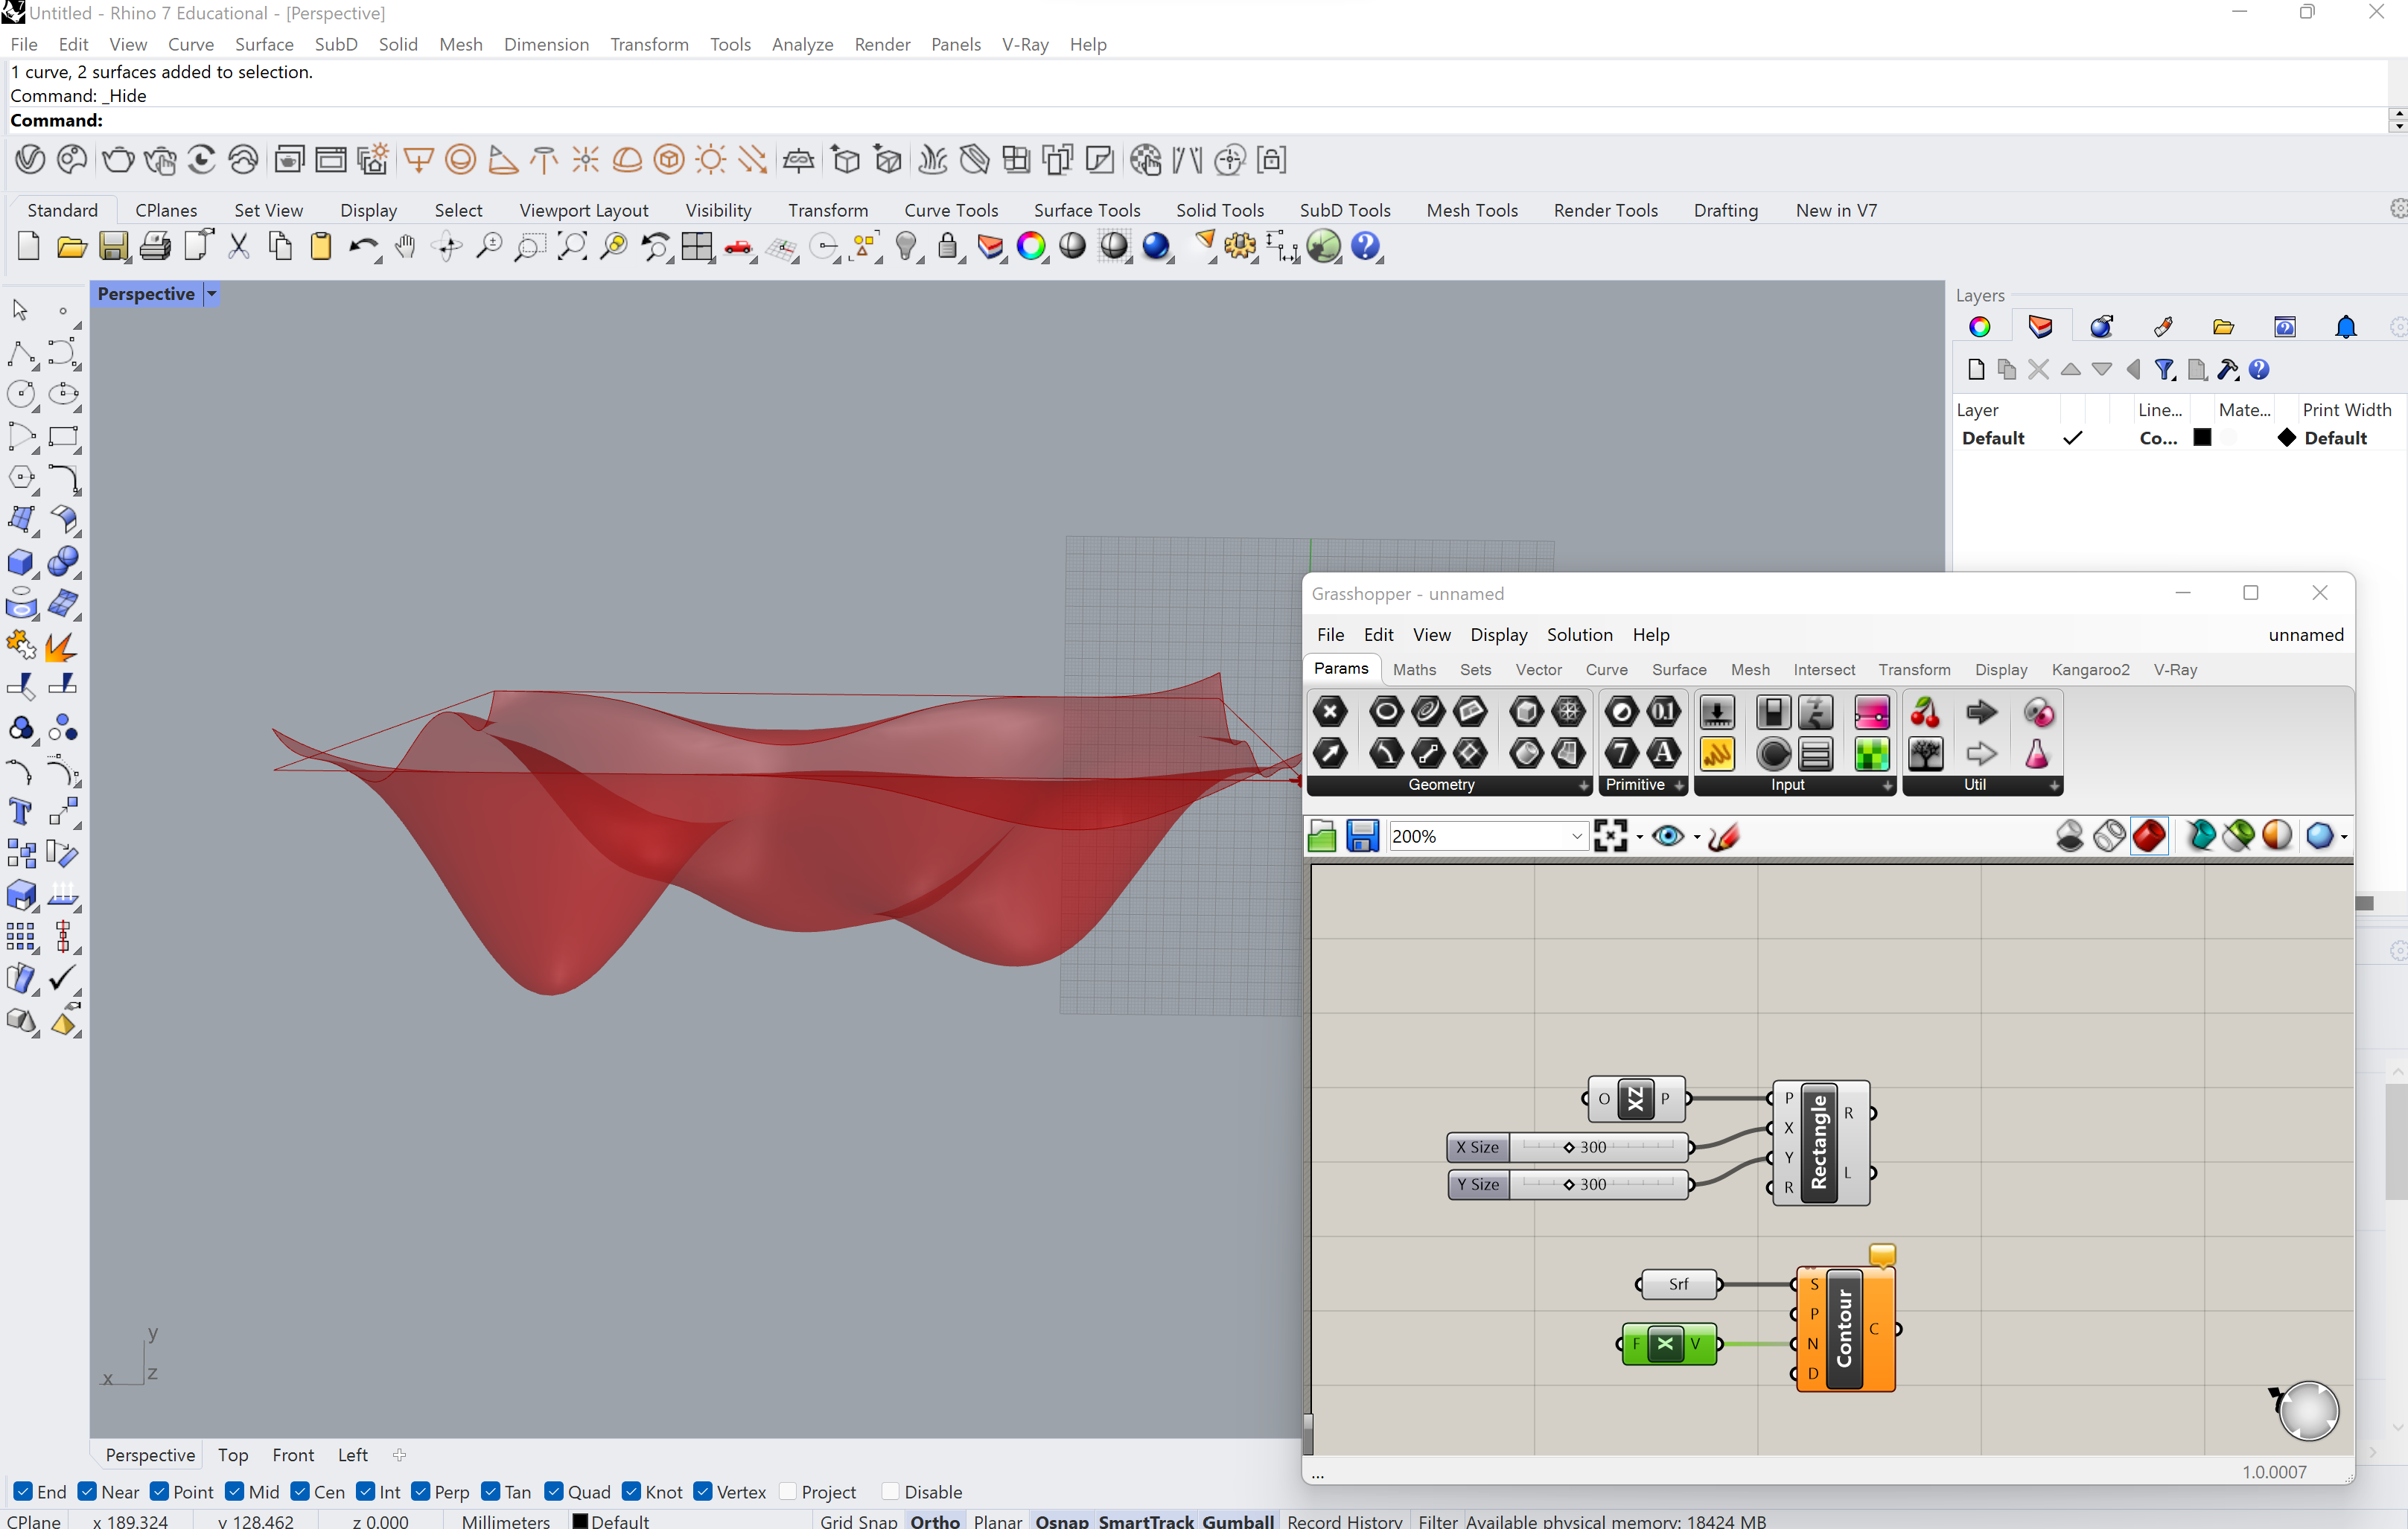 Untitled - Rhino 7 Educational - [Perspective]
File Edit View Curve Surface SubD Solid Mesh Dimension Transform Tools Analyze Render Panels V-Ray Help
1 curve, 2 surfaces added to selection.
Command: _Hide
Command:
Standard CPlanes Set View Display Select Viewport Layout Visibility Transform Curve Tools Surface Tools Solid Tools SubD Tools Mesh Tools Render Tools Drafting New in V7
Perspective
Layers
Layer Line... Mate... Print Width
Default Co... Default
Grasshopper - unnamed
File Edit View Display Solution Help unnamed
Params Maths Sets Vector Curve Surface Mesh Intersect Transform Display Kangaroo2 V-Ray
Geometry Primitive Input Util
200%
O XZ P
P X Y R Rectangle R L
X Size 300
Y Size 300
Srf
S P N D Contour C
F X V
y
x z
1.0.0007
...
Perspective Top Front Left
End Near Point Mid Cen Int Perp Tan Quad Knot Vertex Project Disable
CPlane x 189.324 y 128.462 z 0.000 Millimeters Default Grid Snap Ortho Planar Osnap SmartTrack Gumball Record History Filter Available physical memory: 18424 MB